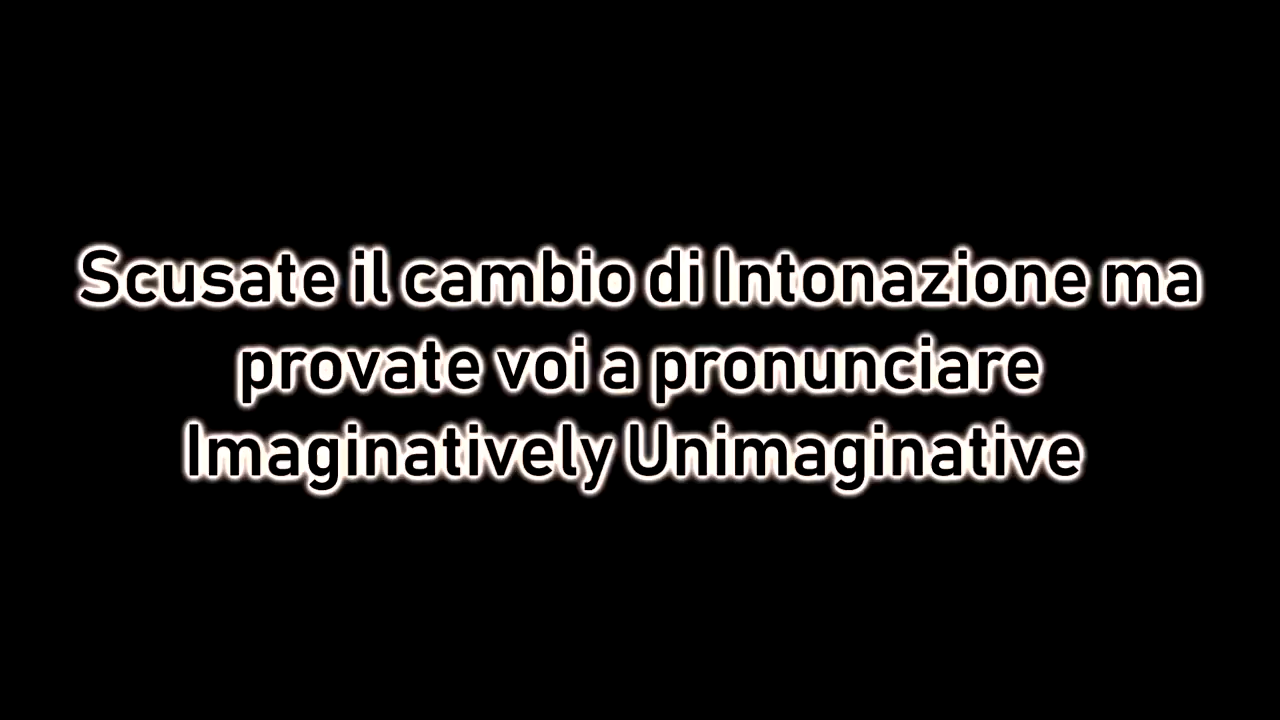 Scusate il cambio di Intonazione ma
provate voi a pronunciare
Imaginatively Unimaginative